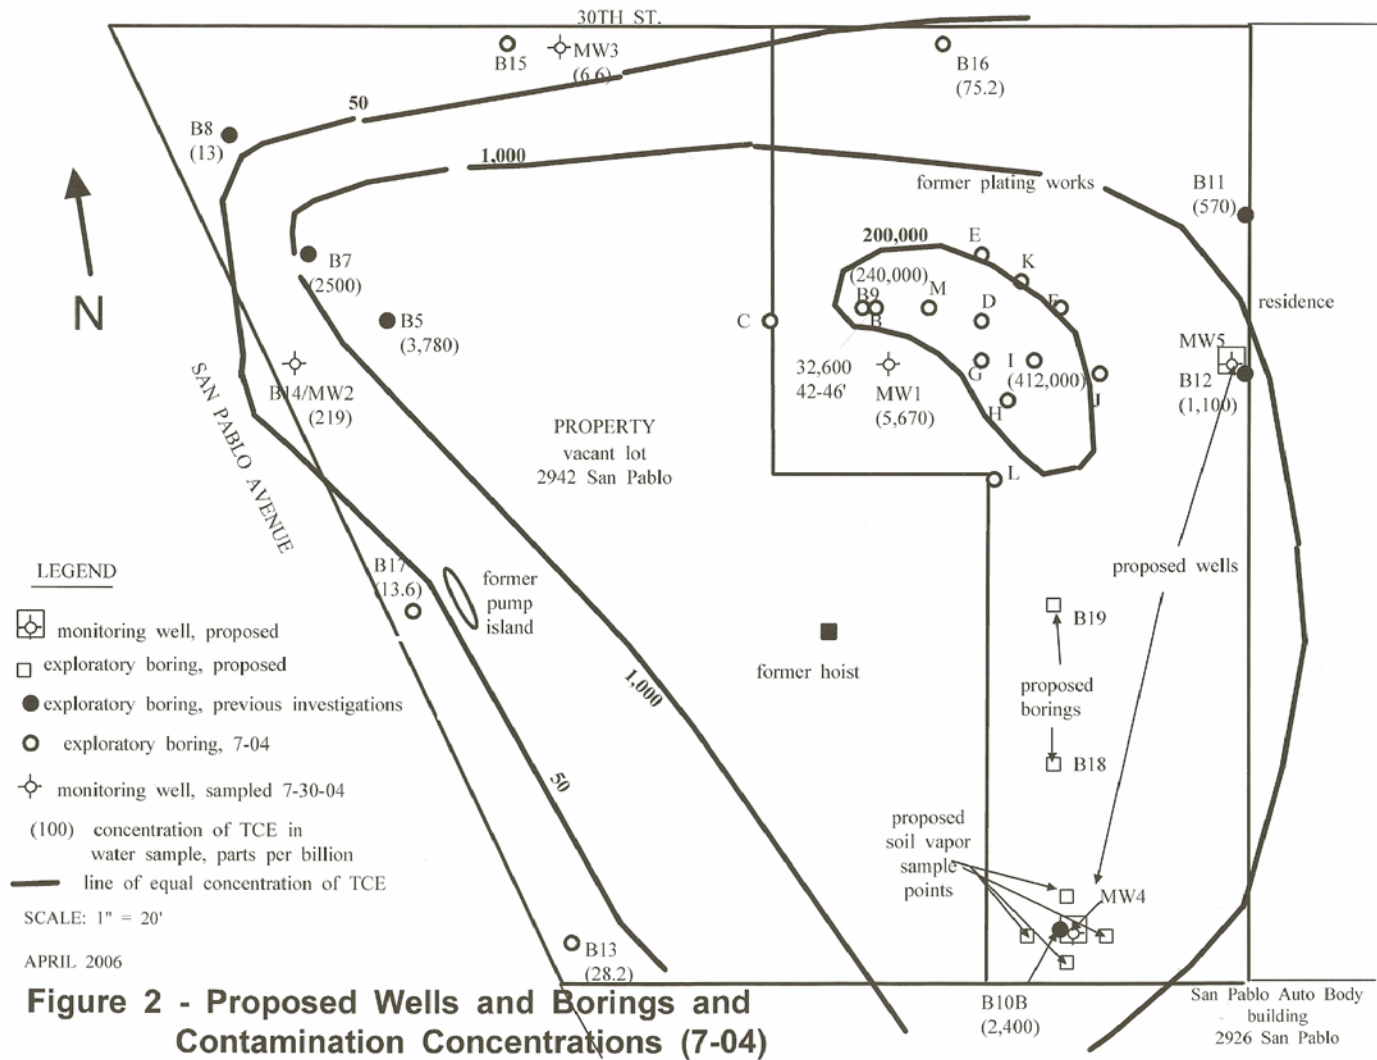 30TH ST.
B15
MW3
(6.6)
B16
(75.2)
50
B8
(13)
1,000
former plating works
B11
(570)
N
B7
(2500)
200,000
E
K
(240,000)
B9
B
M
D
F
C
residence
B5
(3,780)
MW5
B12
(1,100)
32,600
42-46'
MW1
(5,670)
G
I
(412,000)
H
J
B14/MW2
(219)
SAN PABLO AVENUE
PROPERTY
vacant lot
2942 San Pablo
L
LEGEND
monitoring well, proposed
exploratory boring, proposed
exploratory boring, previous investigations
exploratory boring, 7-04
monitoring well, sampled 7-30-04
(100) concentration of TCE in
water sample, parts per billion
line of equal concentration of TCE
SCALE: 1" = 20'
APRIL 2006
B17
(13.6)
former
pump
island
former hoist
1,000
50
proposed wells
B19
proposed
borings
B18
proposed
soil vapor
sample
points
MW4
B13
(28.2)
B10B
(2,400)
San Pablo Auto Body
building
2926 San Pablo
Figure 2 - Proposed Wells and Borings and
Contamination Concentrations (7-04)